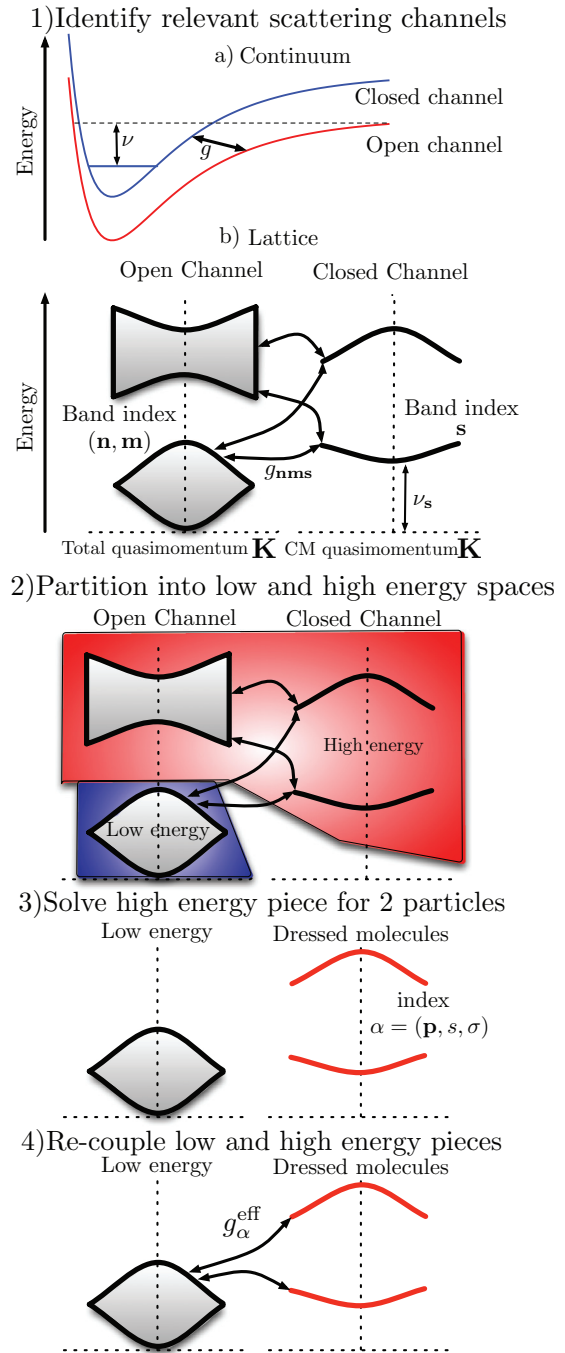 1)Identify relevant scattering channels
a) Continuum
Closed channel
Open channel
Energy
ν
g
b) Lattice
Open Channel
Closed Channel
Energy
Band index
(n, m)
Band index
s
g_nms
ν_s
Total quasimomentum K
CM quasimomentum K
2)Partition into low and high energy spaces
Open Channel
Closed Channel
High energy
Low energy
3)Solve high energy piece for 2 particles
Low energy
Dressed molecules
index
α = (p, s, σ)
4)Re-couple low and high energy pieces
Low energy
Dressed molecules
g_α^eff